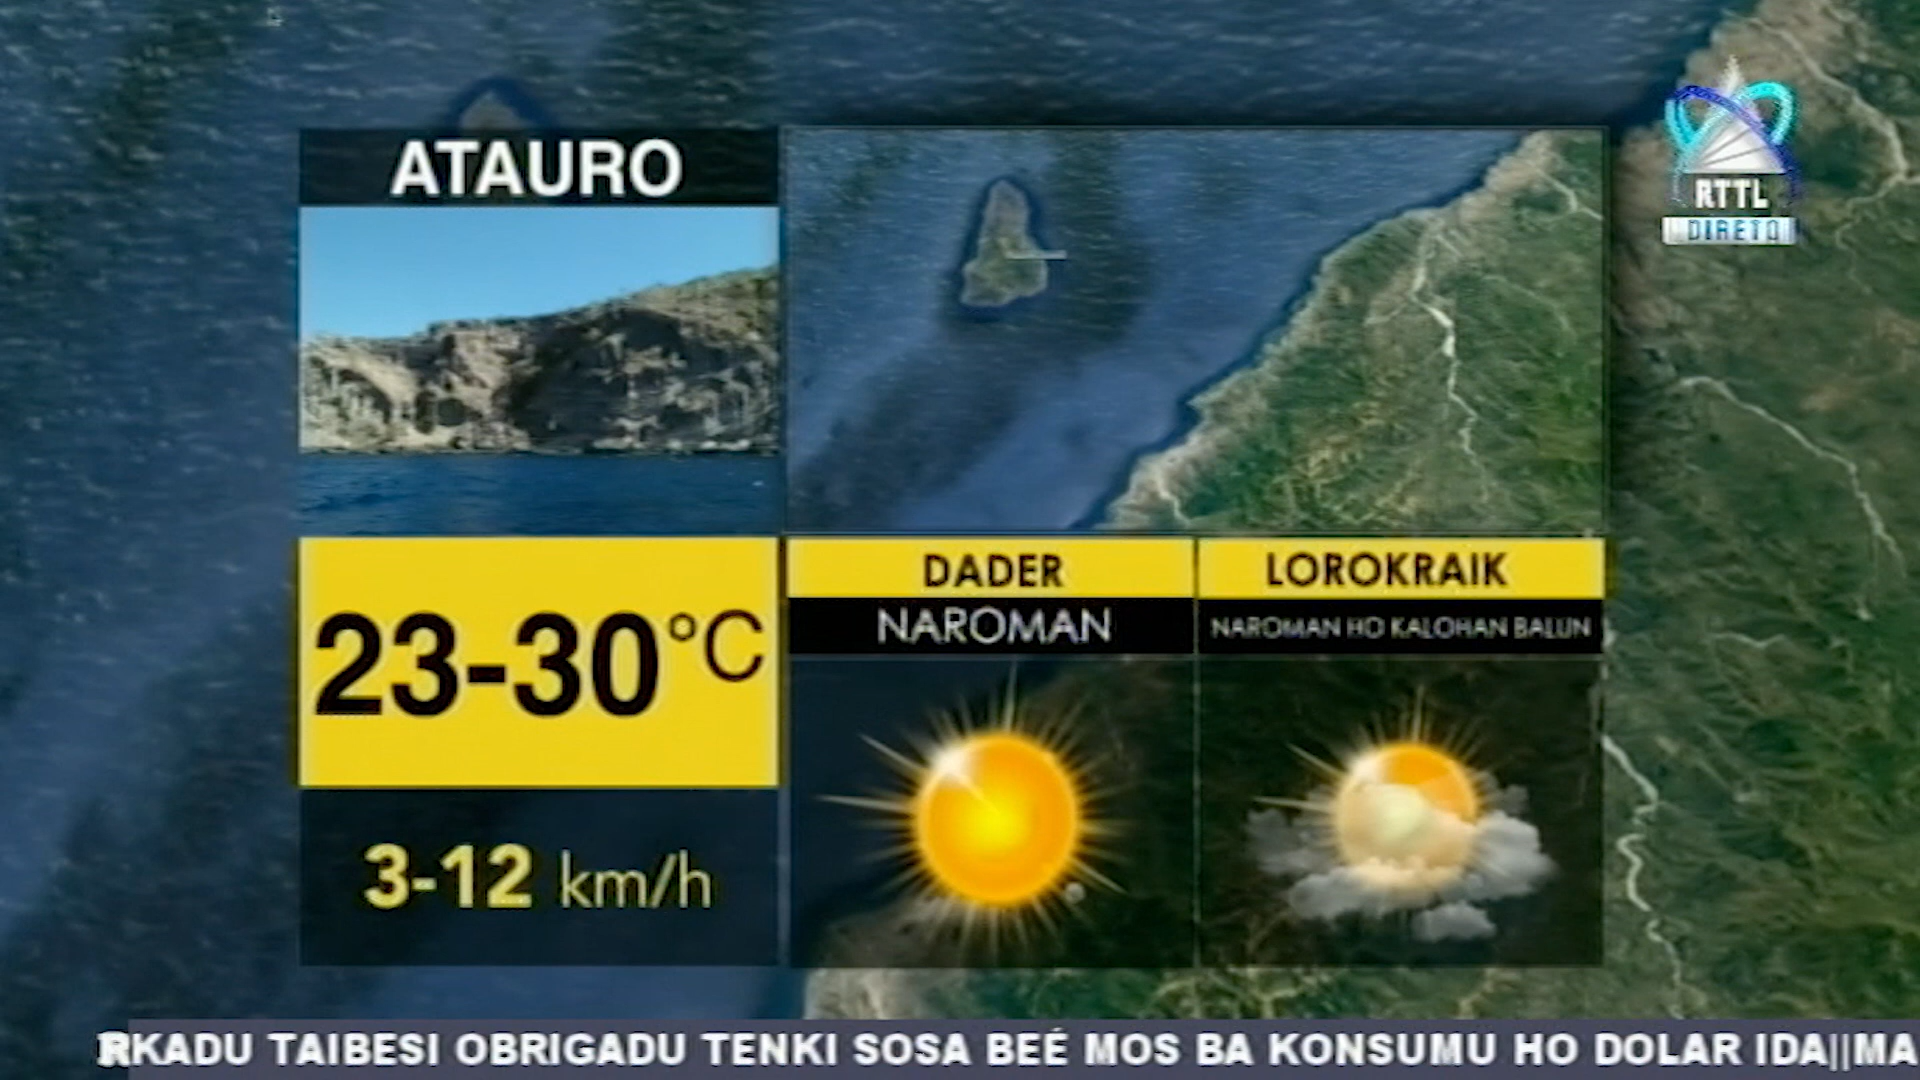 ATAURO
RTTL
DIRETO
23-30°C
3-12 km/h
DADER
NAROMAN
LOROKRAIK
NAROMAN HO KALOHAN BALUN
RKADU TAIBESI OBRIGADU TENKI SOSA BEÉ MOS BA KONSUMU HO DOLAR IDA||MA